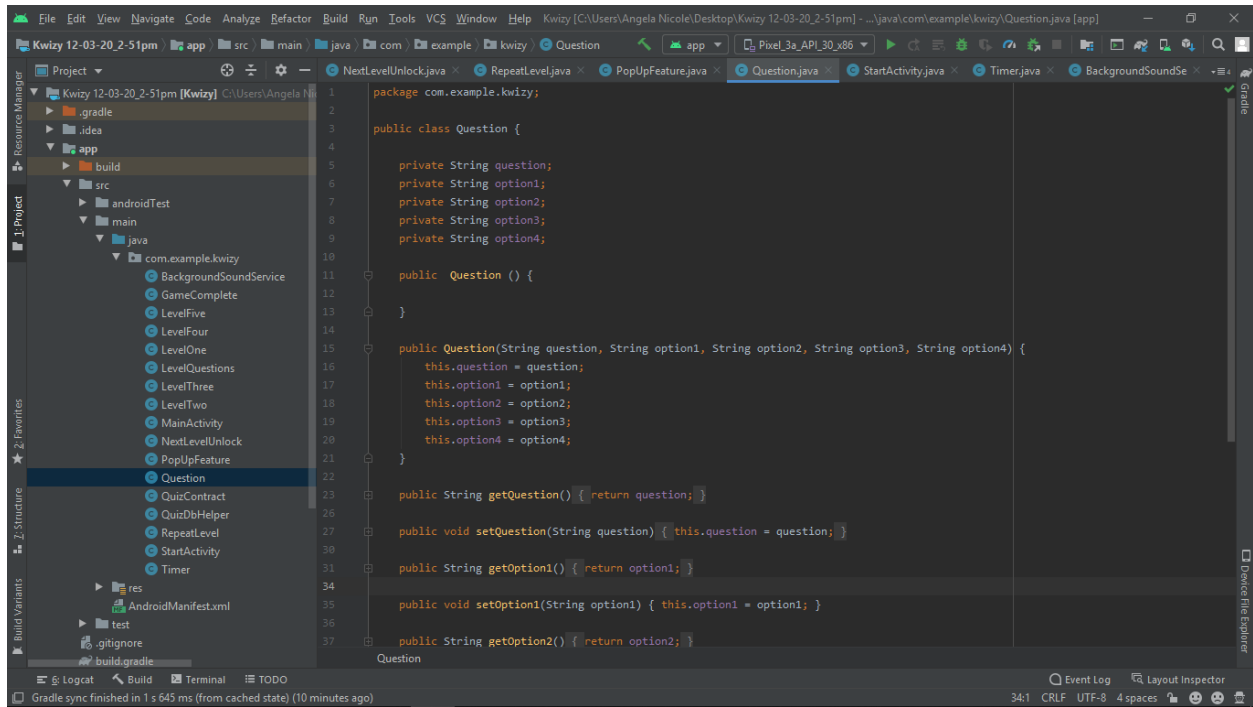 File Edit View Navigate Code Analyze Refactor Build Run Tools VCS Window Help Kwizy [C:\Users\Angela Nicole\Desktop\Kwizy 12-03-20_2-51pm] - ...\java\com\example\kwizy\Question.java [app]
Kwizy 12-03-20_2-51pm app src main java com example kwizy Question app Pixel_3a_API_30_x86
Project NextLevelUnlock.java RepeatLevel.java PopUpFeature.java Question.java StartActivity.java Timer.java BackgroundSoundSe
Resource Manager
1: Project
2: Favorites
7: Structure
Build Variants
Kwizy 12-03-20_2-51pm [Kwizy] C:\Users\Angela Ni
.gradle
.idea
app
build
src
androidTest
main
java
com.example.kwizy
BackgroundSoundService
GameComplete
LevelFive
LevelFour
LevelOne
LevelQuestions
LevelThree
LevelTwo
MainActivity
NextLevelUnlock
PopUpFeature
Question
QuizContract
QuizDbHelper
RepeatLevel
StartActivity
Timer
res
AndroidManifest.xml
test
.gitignore
build.gradle
1 package com.example.kwizy;
2
3 public class Question {
4
5 private String question;
6 private String option1;
7 private String option2;
8 private String option3;
9 private String option4;
10
11 public  Question () {
12
13 }
14
15 public Question(String question, String option1, String option2, String option3, String option4) {
16 this.question = question;
17 this.option1 = option1;
18 this.option2 = option2;
19 this.option3 = option3;
20 this.option4 = option4;
21 }
22
23 public String getQuestion() { return question; }
26
27 public void setQuestion(String question) { this.question = question; }
30
31 public String getOption1() { return option1; }
34
35 public void setOption1(String option1) { this.option1 = option1; }
36
37 public String getOption2() { return option2; }
Question
Gradle
Device File Explorer
6: Logcat Build Terminal TODO Event Log Layout Inspector
Gradle sync finished in 1 s 645 ms (from cached state) (10 minutes ago) 34:1 CRLF UTF-8 4 spaces